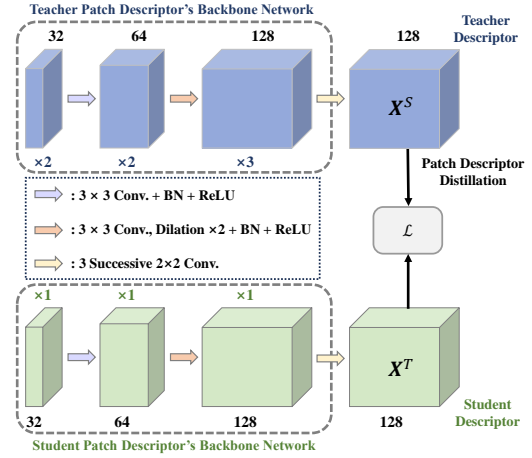 Teacher Patch Descriptor's Backbone Network
Teacher
Descriptor
32
64
128
128
X^S
×2
×2
×3
Patch Descriptor
Distillation
: 3 × 3 Conv. + BN + ReLU
: 3 × 3 Conv., Dilation ×2 + BN + ReLU
: 3 Successive 2×2 Conv.
ℒ
×1
×1
×1
X^T
32
64
128
128
Student
Descriptor
Student Patch Descriptor's Backbone Network